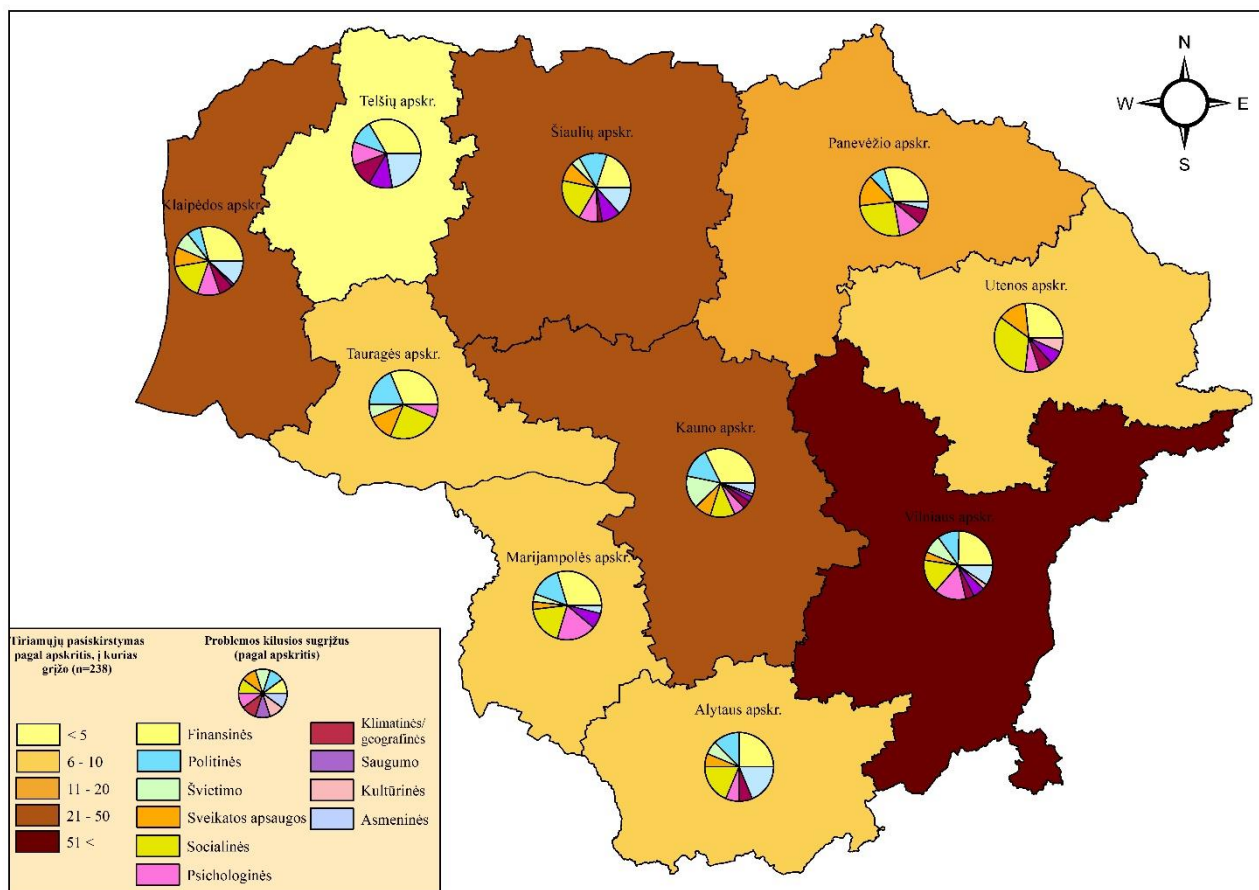 N
W
E
S
Telšių apskr.
Šiaulių apskr.
Panevėžio apskr.
Klaipėdos apskr.
Utenos apskr.
Tauragės apskr.
Kauno apskr.
Vilniaus apskr.
Marijampolės apskr.
Alytaus apskr.
Tiriamųjų pasiskirstymas
pagal apskritis, į kurias
grįžo (n=238)
< 5
6 - 10
11 - 20
21 - 50
51 <
Problemos kilusios sugrįžus
(pagal apskritis)
Finansinės
Politinės
Švietimo
Sveikatos apsaugos
Socialinės
Psichologinės
Klimatinės/
geografinės
Saugumo
Kultūrinės
Asmeninės